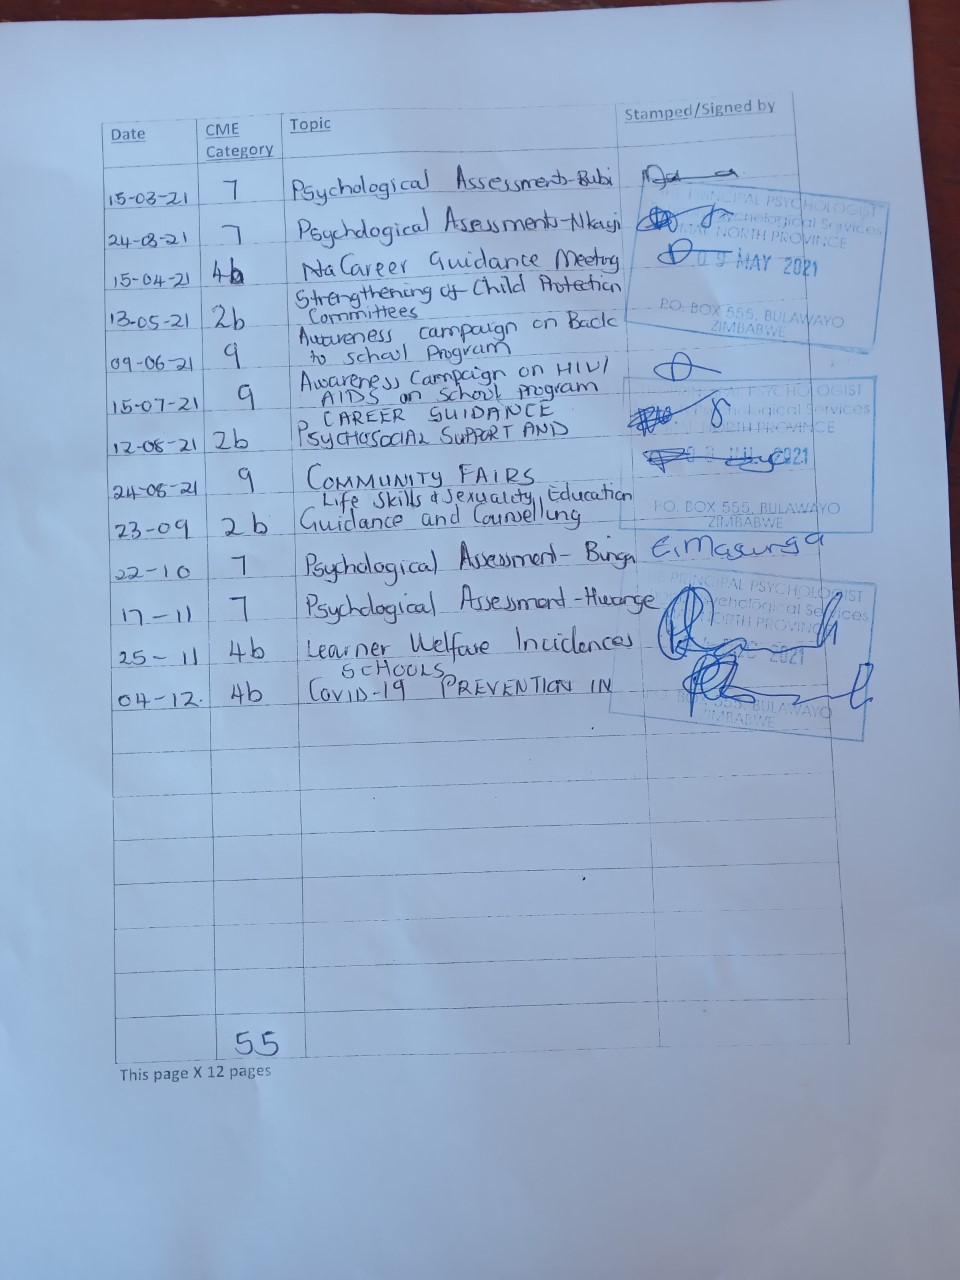 Date CME Category Topic Stamped/Signed by
15-03-21 7 Psychological Assessment-Bubi
24-03-21 7 Psychological Asessments-Nkayi
15-04-21 4b Career Guidance Meeting
13-05-21 2b Strengthening of Child Protection
Committees
09-06-21 9 Awareness campaign on Back
to school Program
15-07-21 9 Awareness Campaign on HIV/
AIDS on School Program
CAREER GUIDANCE
12-08-21 2b PSYCHOSOCIAL SUPPORT AND
24-08-21 9 COMMUNITY FAIRS
Life Skills & Sexuality, Education
23-09 2b Guidance and Counselling
22-10 7 Psychological Assessment- Binga E. Masunga
17-11 7 Psychological Assessment-Hwange
25-11 4b Learner Welfare Incidences
SCHOOLS
04-12. 4b COVID-19 PREVENTION IN
55
This page X 12 pages
PRINCIPAL PSYCHOLOGIST
Psychological Services
NORTH PROVINCE
09 MAY 2021
P.O. BOX 555, BULAWAYO
ZIMBABWE
PSYCHOLOGIST
Psychological Services
NORTH PROVINCE
2021
P.O. BOX 555, BULAWAYO
ZIMBABWE
PRINCIPAL PSYCHOLOGIST
Psychological Services
NORTH PROVINCE
2021
BOX 555, BULAWAYO
ZIMBABWE